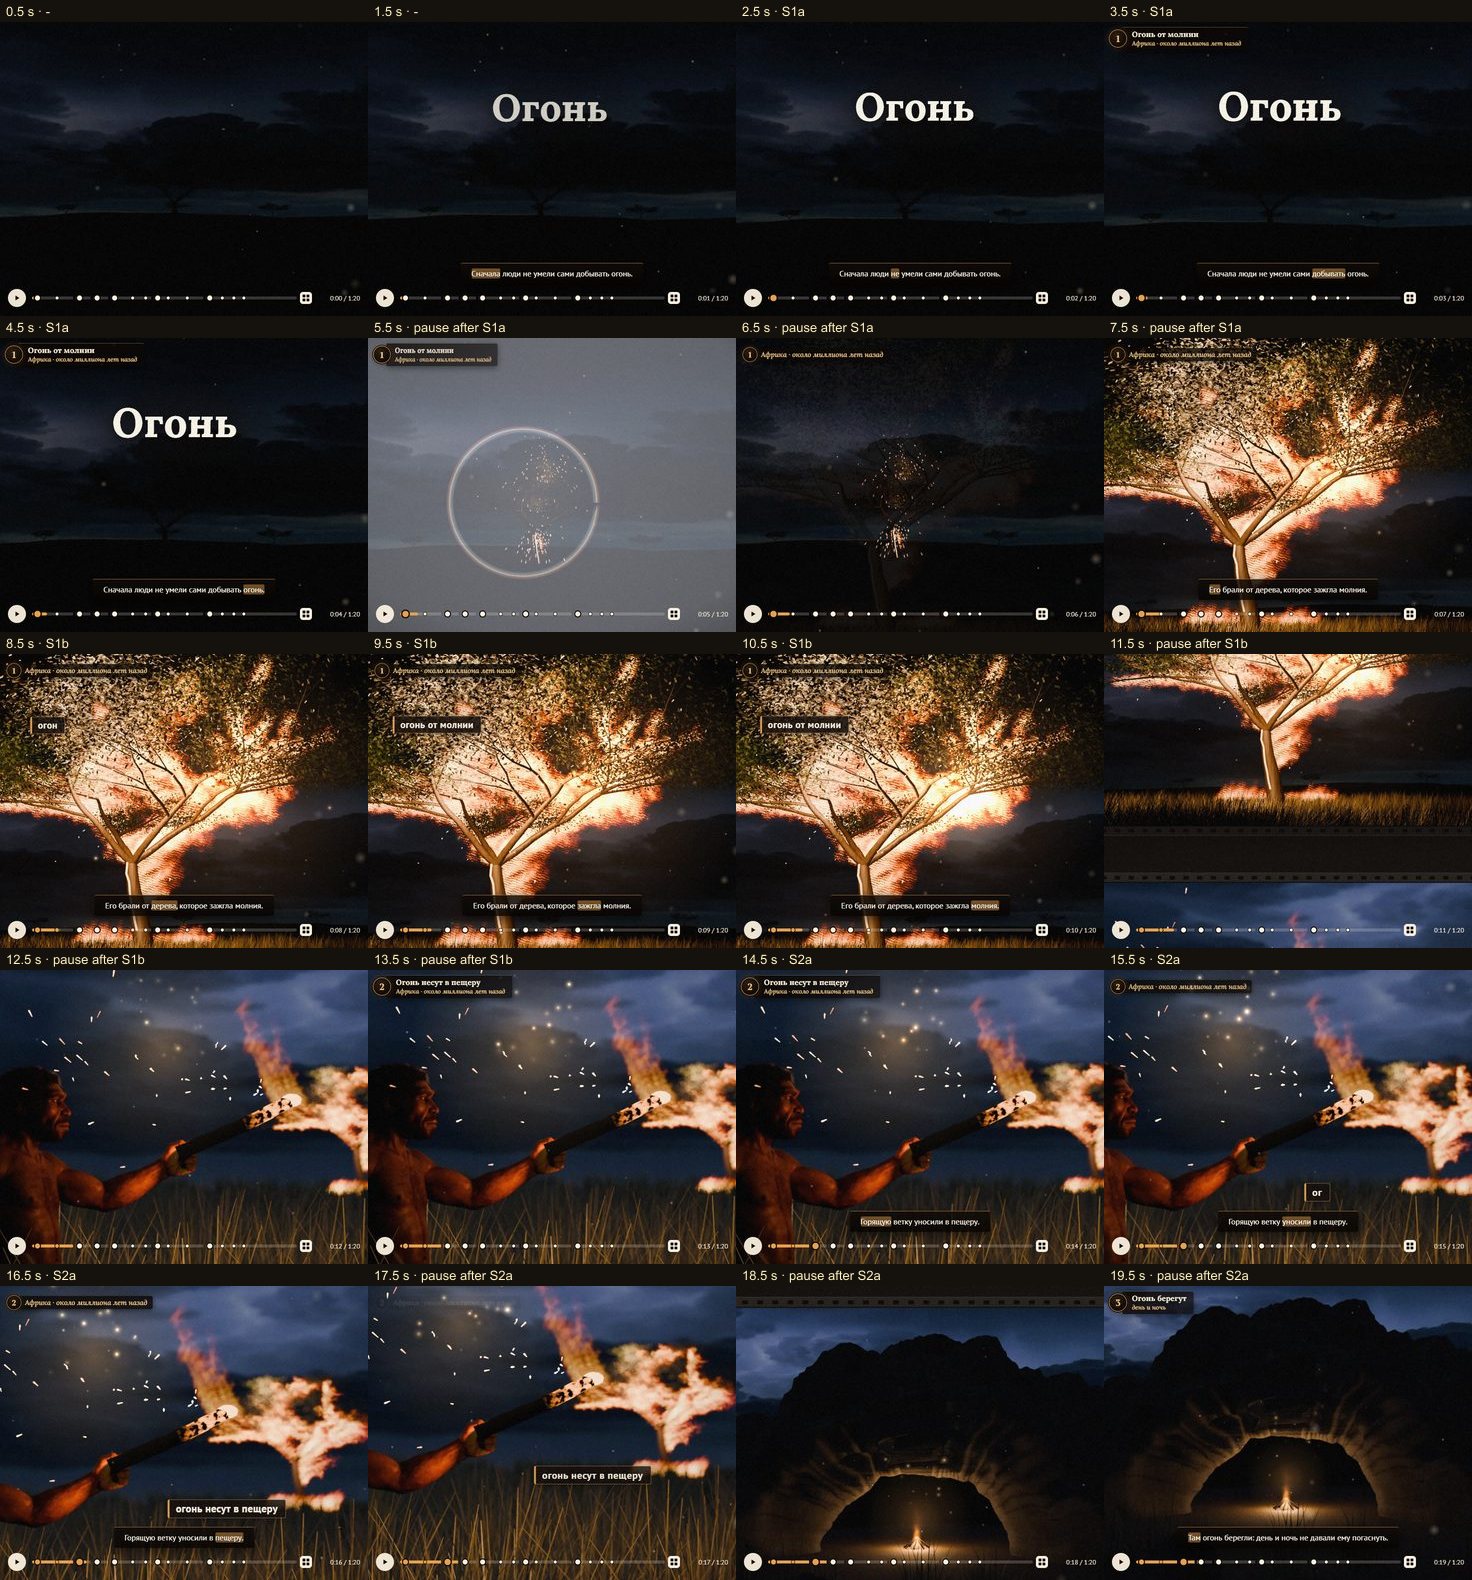 0.5 s · -
0:00 / 1:20
1.5 s · -
Огонь
Сначала люди не умели сами добывать огонь.
0:01 / 1:20
2.5 s · S1a
Огонь
Сначала люди не умели сами добывать огонь.
0:02 / 1:20
3.5 s · S1a
1
Огонь от молнии
Африка · около миллиона лет назад
Огонь
Сначала люди не умели сами добывать огонь.
0:03 / 1:20
4.5 s · S1a
1
Огонь от молнии
Африка · около миллиона лет назад
Огонь
Сначала люди не умели сами добывать огонь.
0:04 / 1:20
5.5 s · pause after S1a
1
Огонь от молнии
Африка · около миллиона лет назад
0:05 / 1:20
6.5 s · pause after S1a
1
Африка · около миллиона лет назад
0:06 / 1:20
7.5 s · pause after S1a
1
Африка · около миллиона лет назад
Его брали от дерева, которое зажгла молния.
0:07 / 1:20
8.5 s · S1b
1
Африка · около миллиона лет назад
огон
Его брали от дерева, которое зажгла молния.
0:08 / 1:20
9.5 s · S1b
1
Африка · около миллиона лет назад
огонь от молнии
Его брали от дерева, которое зажгла молния.
0:09 / 1:20
10.5 s · S1b
1
Африка · около миллиона лет назад
огонь от молнии
Его брали от дерева, которое зажгла молния.
0:10 / 1:20
11.5 s · pause after S1b
0:11 / 1:20
12.5 s · pause after S1b
0:12 / 1:20
13.5 s · pause after S1b
2
Огонь несут в пещеру
Африка · около миллиона лет назад
0:13 / 1:20
14.5 s · S2a
2
Огонь несут в пещеру
Африка · около миллиона лет назад
Горящую ветку уносили в пещеру.
0:14 / 1:20
15.5 s · S2a
2
Африка · около миллиона лет назад
ог
Горящую ветку уносили в пещеру.
0:15 / 1:20
16.5 s · S2a
2
Африка · около миллиона лет назад
огонь несут в пещеру
Горящую ветку уносили в пещеру.
0:16 / 1:20
17.5 s · pause after S2a
огонь несут в пещеру
0:17 / 1:20
18.5 s · pause after S2a
0:18 / 1:20
19.5 s · pause after S2a
3
Огонь берегут
день и ночь
Там огонь берегли: день и ночь не давали ему погаснуть.
0:19 / 1:20